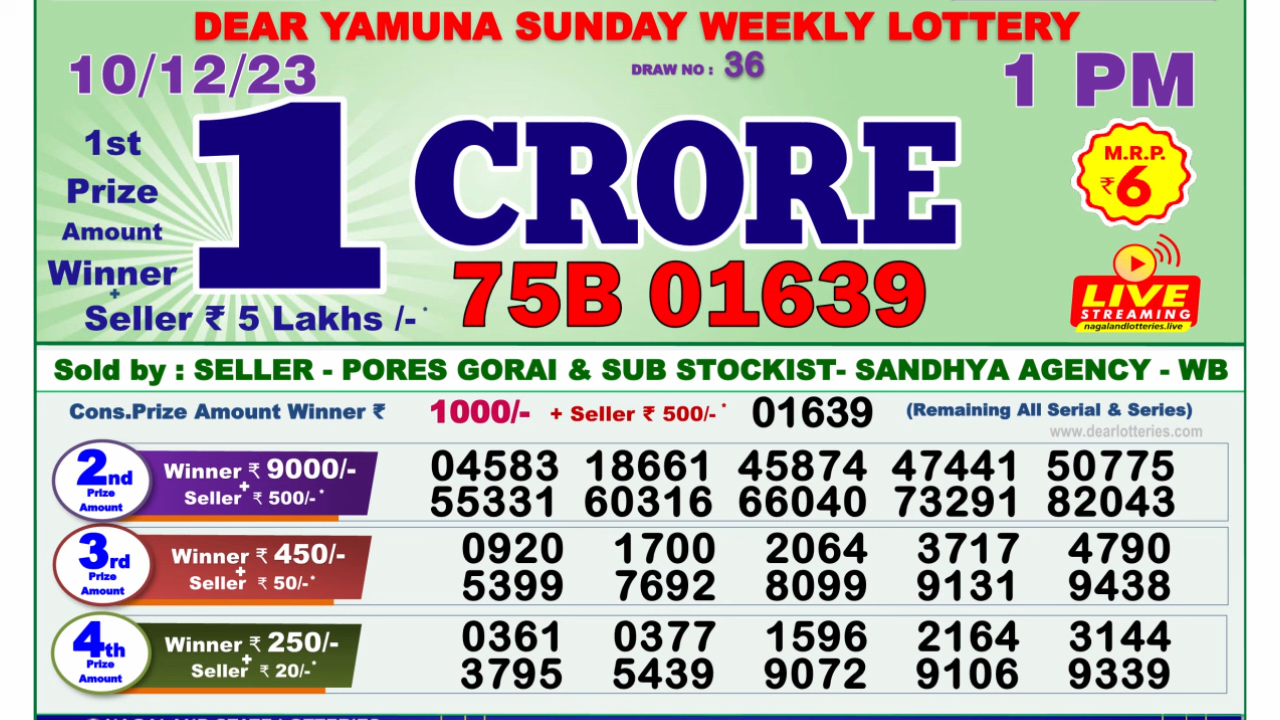 DEAR YAMUNA SUNDAY WEEKLY LOTTERY
10/12/23 DRAW NO : 36 1 PM
1st Prize Amount Winner
1 CRORE
M.R.P. ₹6
+
Seller ₹ 5 Lakhs /-*
75B 01639
LIVE
STREAMING
nagalandlotteries.live
Sold by : SELLER - PORES GORAI & SUB STOCKIST- SANDHYA AGENCY - WB
Cons.Prize Amount Winner ₹ 1000/- + Seller ₹ 500/-* 01639 (Remaining All Serial & Series)
www.dearlotteries.com
2nd Prize Amount
Winner ₹ 9000/-
+
Seller ₹ 500/-*
04583 18661 45874 47441 50775
55331 60316 66040 73291 82043
3rd Prize Amount
Winner ₹ 450/-
+
Seller ₹ 50/-*
0920 1700 2064 3717 4790
5399 7692 8099 9131 9438
4th Prize Amount
Winner ₹ 250/-
+
Seller ₹ 20/-*
0361 0377 1596 2164 3144
3795 5439 9072 9106 9339